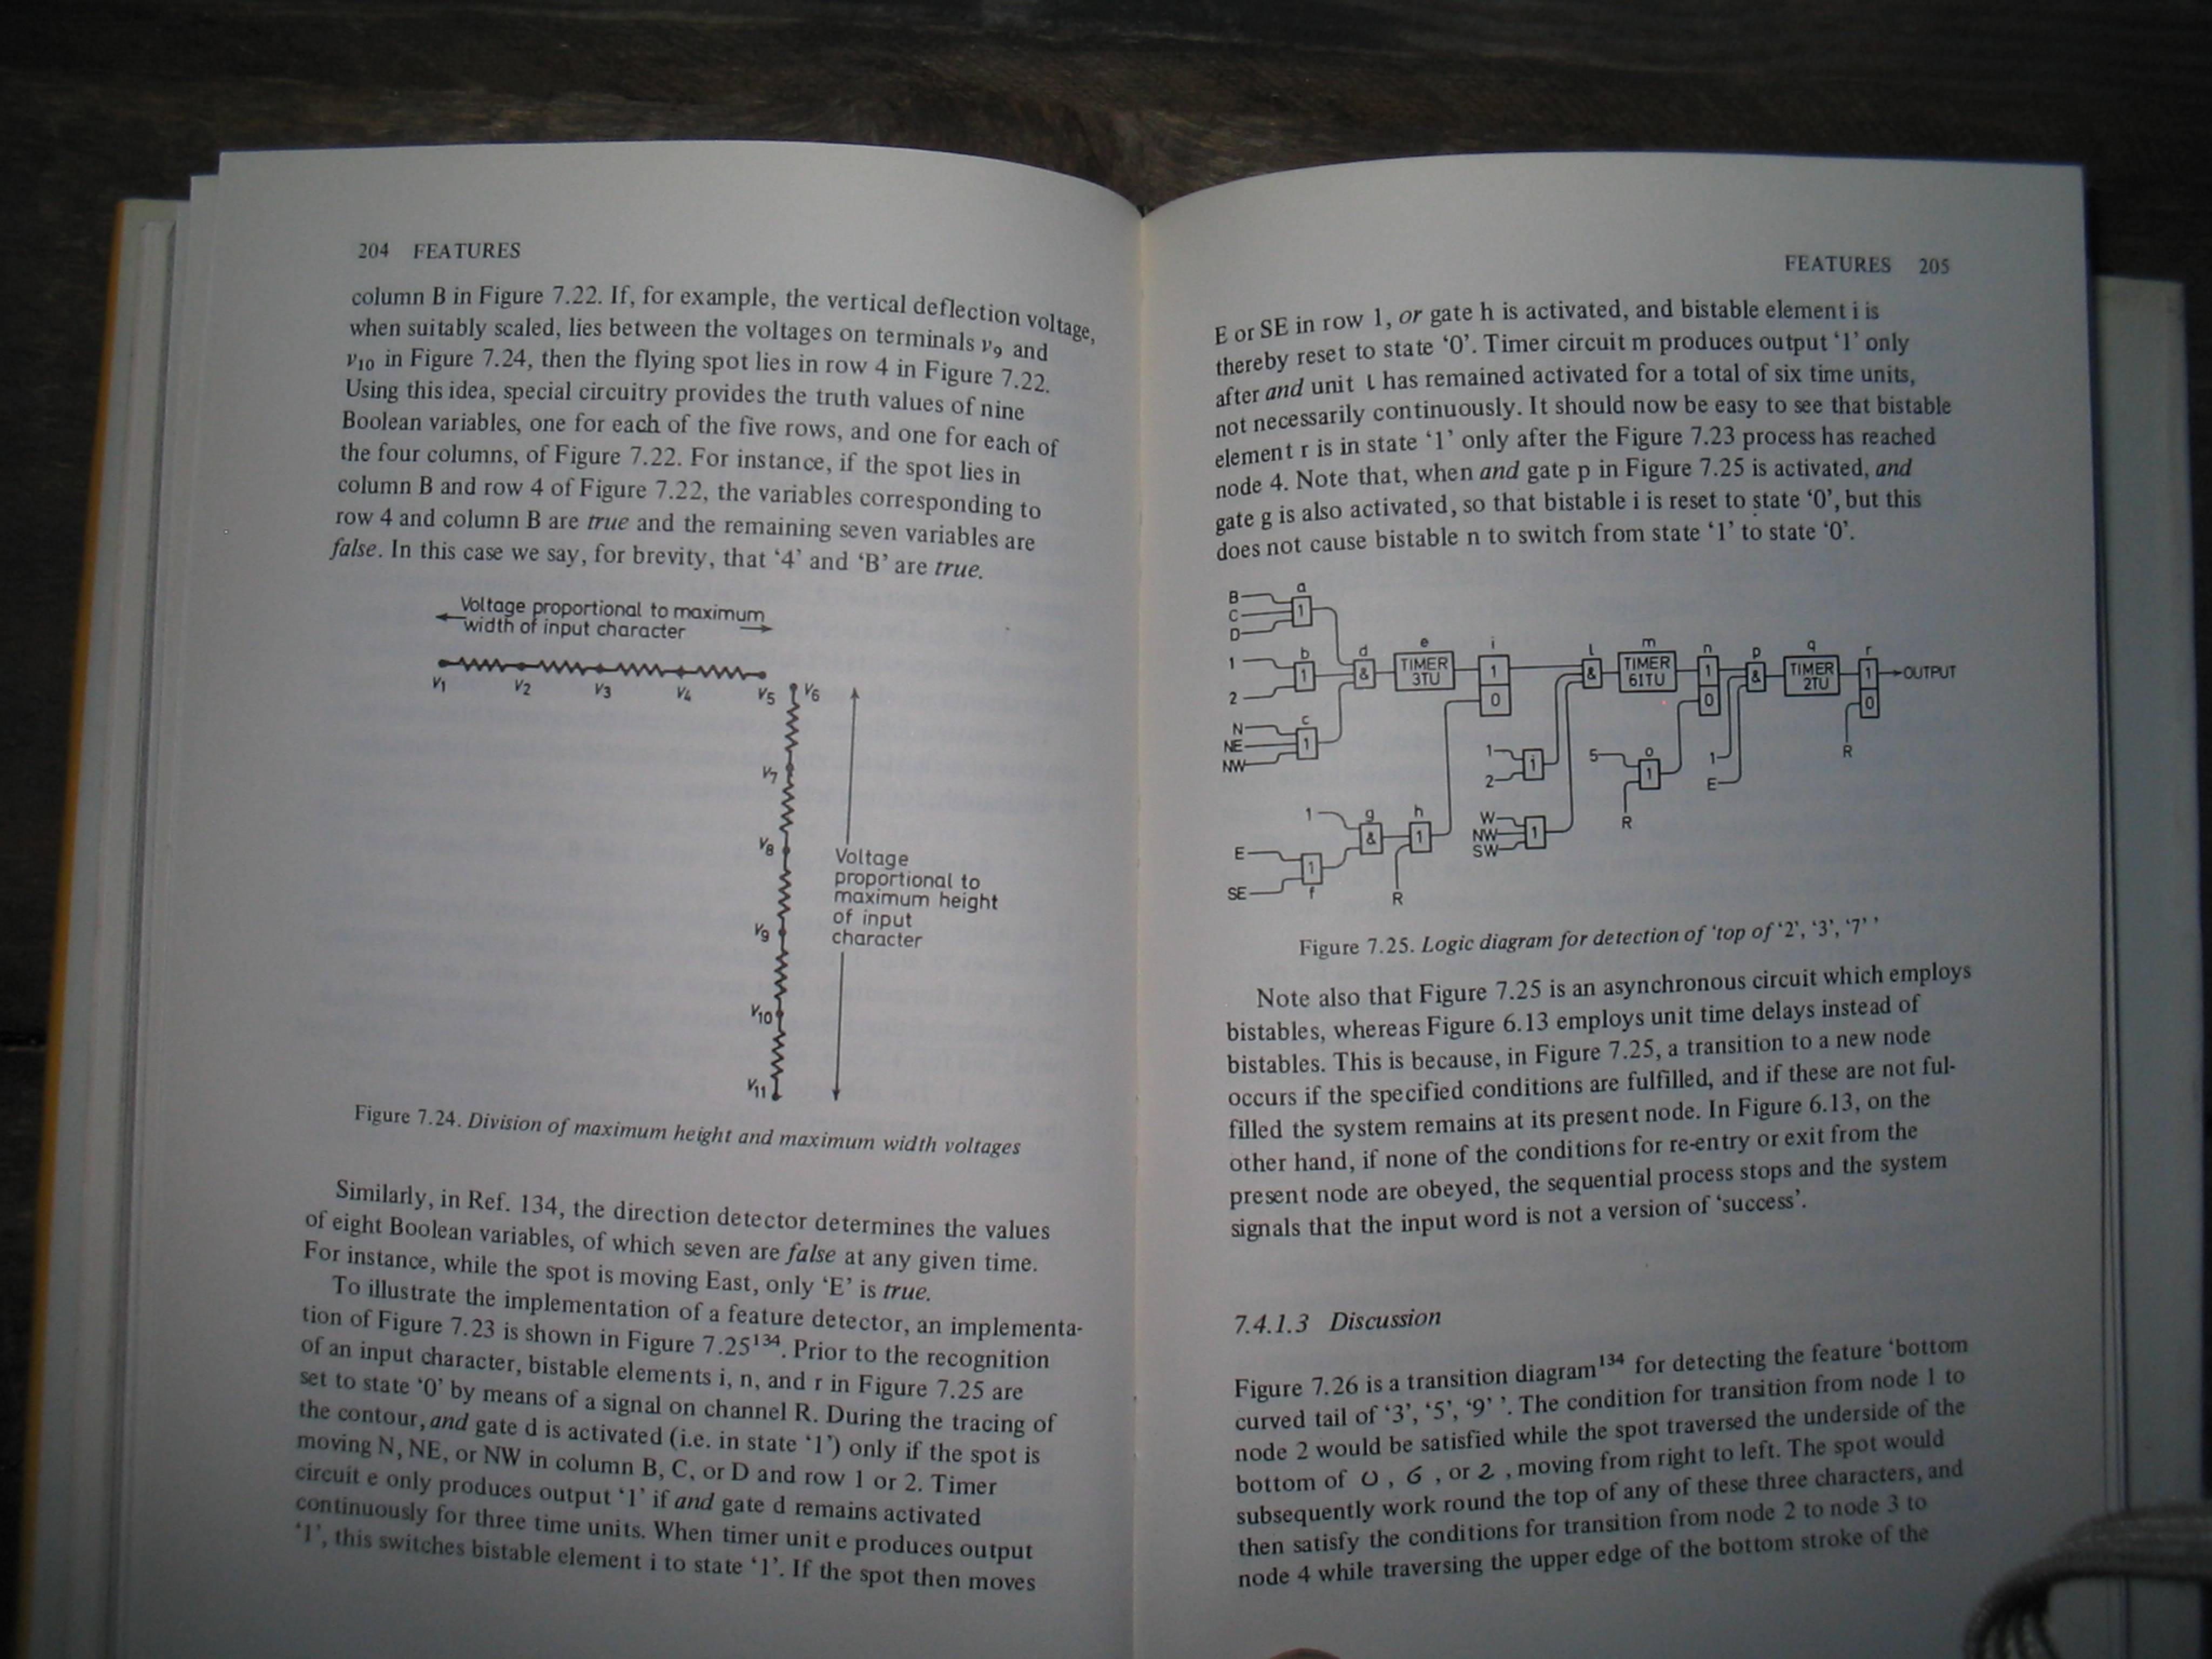 204 FEATURES
column B in Figure 7.22. If, for example, the vertical deflection voltage,
when suitably scaled, lies between the voltages on terminals v9 and
v10 in Figure 7.24, then the flying spot lies in row 4 in Figure 7.22.
Using this idea, special circuitry provides the truth values of nine
Boolean variables, one for each of the five rows, and one for each of
the four columns, of Figure 7.22. For instance, if the spot lies in
column B and row 4 of Figure 7.22, the variables corresponding to
row 4 and column B are true and the remaining seven variables are
false. In this case we say, for brevity, that ‘4’ and ‘B’ are true.
Voltage proportional to maximum
width of input character
V1 V2 V3 V4 V5 V6
V7
V8
V9
V10
V11
Voltage
proportional to
maximum height
of input
character
Figure 7.24. Division of maximum height and maximum width voltages
Similarly, in Ref. 134, the direction detector determines the values
of eight Boolean variables, of which seven are false at any given time.
For instance, while the spot is moving East, only ‘E’ is true.
To illustrate the implementation of a feature detector, an implementa-
tion of Figure 7.23 is shown in Figure 7.25134. Prior to the recognition
of an input character, bistable elements i, n, and r in Figure 7.25 are
set to state ‘0’ by means of a signal on channel R. During the tracing of
the contour, and gate d is activated (i.e. in state ‘1’) only if the spot is
moving N, NE, or NW in column B, C, or D and row 1 or 2. Timer
circuit e only produces output ‘1’ if and gate d remains activated
continuously for three time units. When timer unit e produces output
‘1’, this switches bistable element i to state ‘1’. If the spot then moves
FEATURES 205
E or SE in row 1, or gate h is activated, and bistable element i is
thereby reset to state ‘0’. Timer circuit m produces output ‘1’ only
after and unit l has remained activated for a total of six time units,
not necessarily continuously. It should now be easy to see that bistable
element r is in state ‘1’ only after the Figure 7.23 process has reached
node 4. Note that, when and gate p in Figure 7.25 is activated, and
gate g is also activated, so that bistable i is reset to state ‘0’, but this
does not cause bistable n to switch from state ‘1’ to state ‘0’.
B C D a 1
1 2 b 1
N NE NW c 1
d &
e TIMER 3TU
i 1 0
l &
m TIMER 6ITU
n 1 0
p &
q TIMER 2TU
r 1 0
OUTPUT
R
1 2 j
5 o 1
R
1 E
W NW SW 1
E SE 1 f
1 g &
h 1
R
Figure 7.25. Logic diagram for detection of ‘top of ‘2’, ‘3’, ‘7’ ’
Note also that Figure 7.25 is an asynchronous circuit which employs
bistables, whereas Figure 6.13 employs unit time delays instead of
bistables. This is because, in Figure 7.25, a transition to a new node
occurs if the specified conditions are fulfilled, and if these are not ful-
filled the system remains at its present node. In Figure 6.13, on the
other hand, if none of the conditions for re-entry or exit from the
present node are obeyed, the sequential process stops and the system
signals that the input word is not a version of ‘success’.
7.4.1.3 Discussion
Figure 7.26 is a transition diagram134 for detecting the feature ‘bottom
curved tail of ‘3’, ‘5’, ‘9’ ’. The condition for transition from node 1 to
node 2 would be satisfied while the spot traversed the underside of the
bottom of 0, 6, or 2, moving from right to left. The spot would
subsequently work round the top of any of these three characters, and
then satisfy the conditions for transition from node 2 to node 3 to
node 4 while traversing the upper edge of the bottom stroke of the